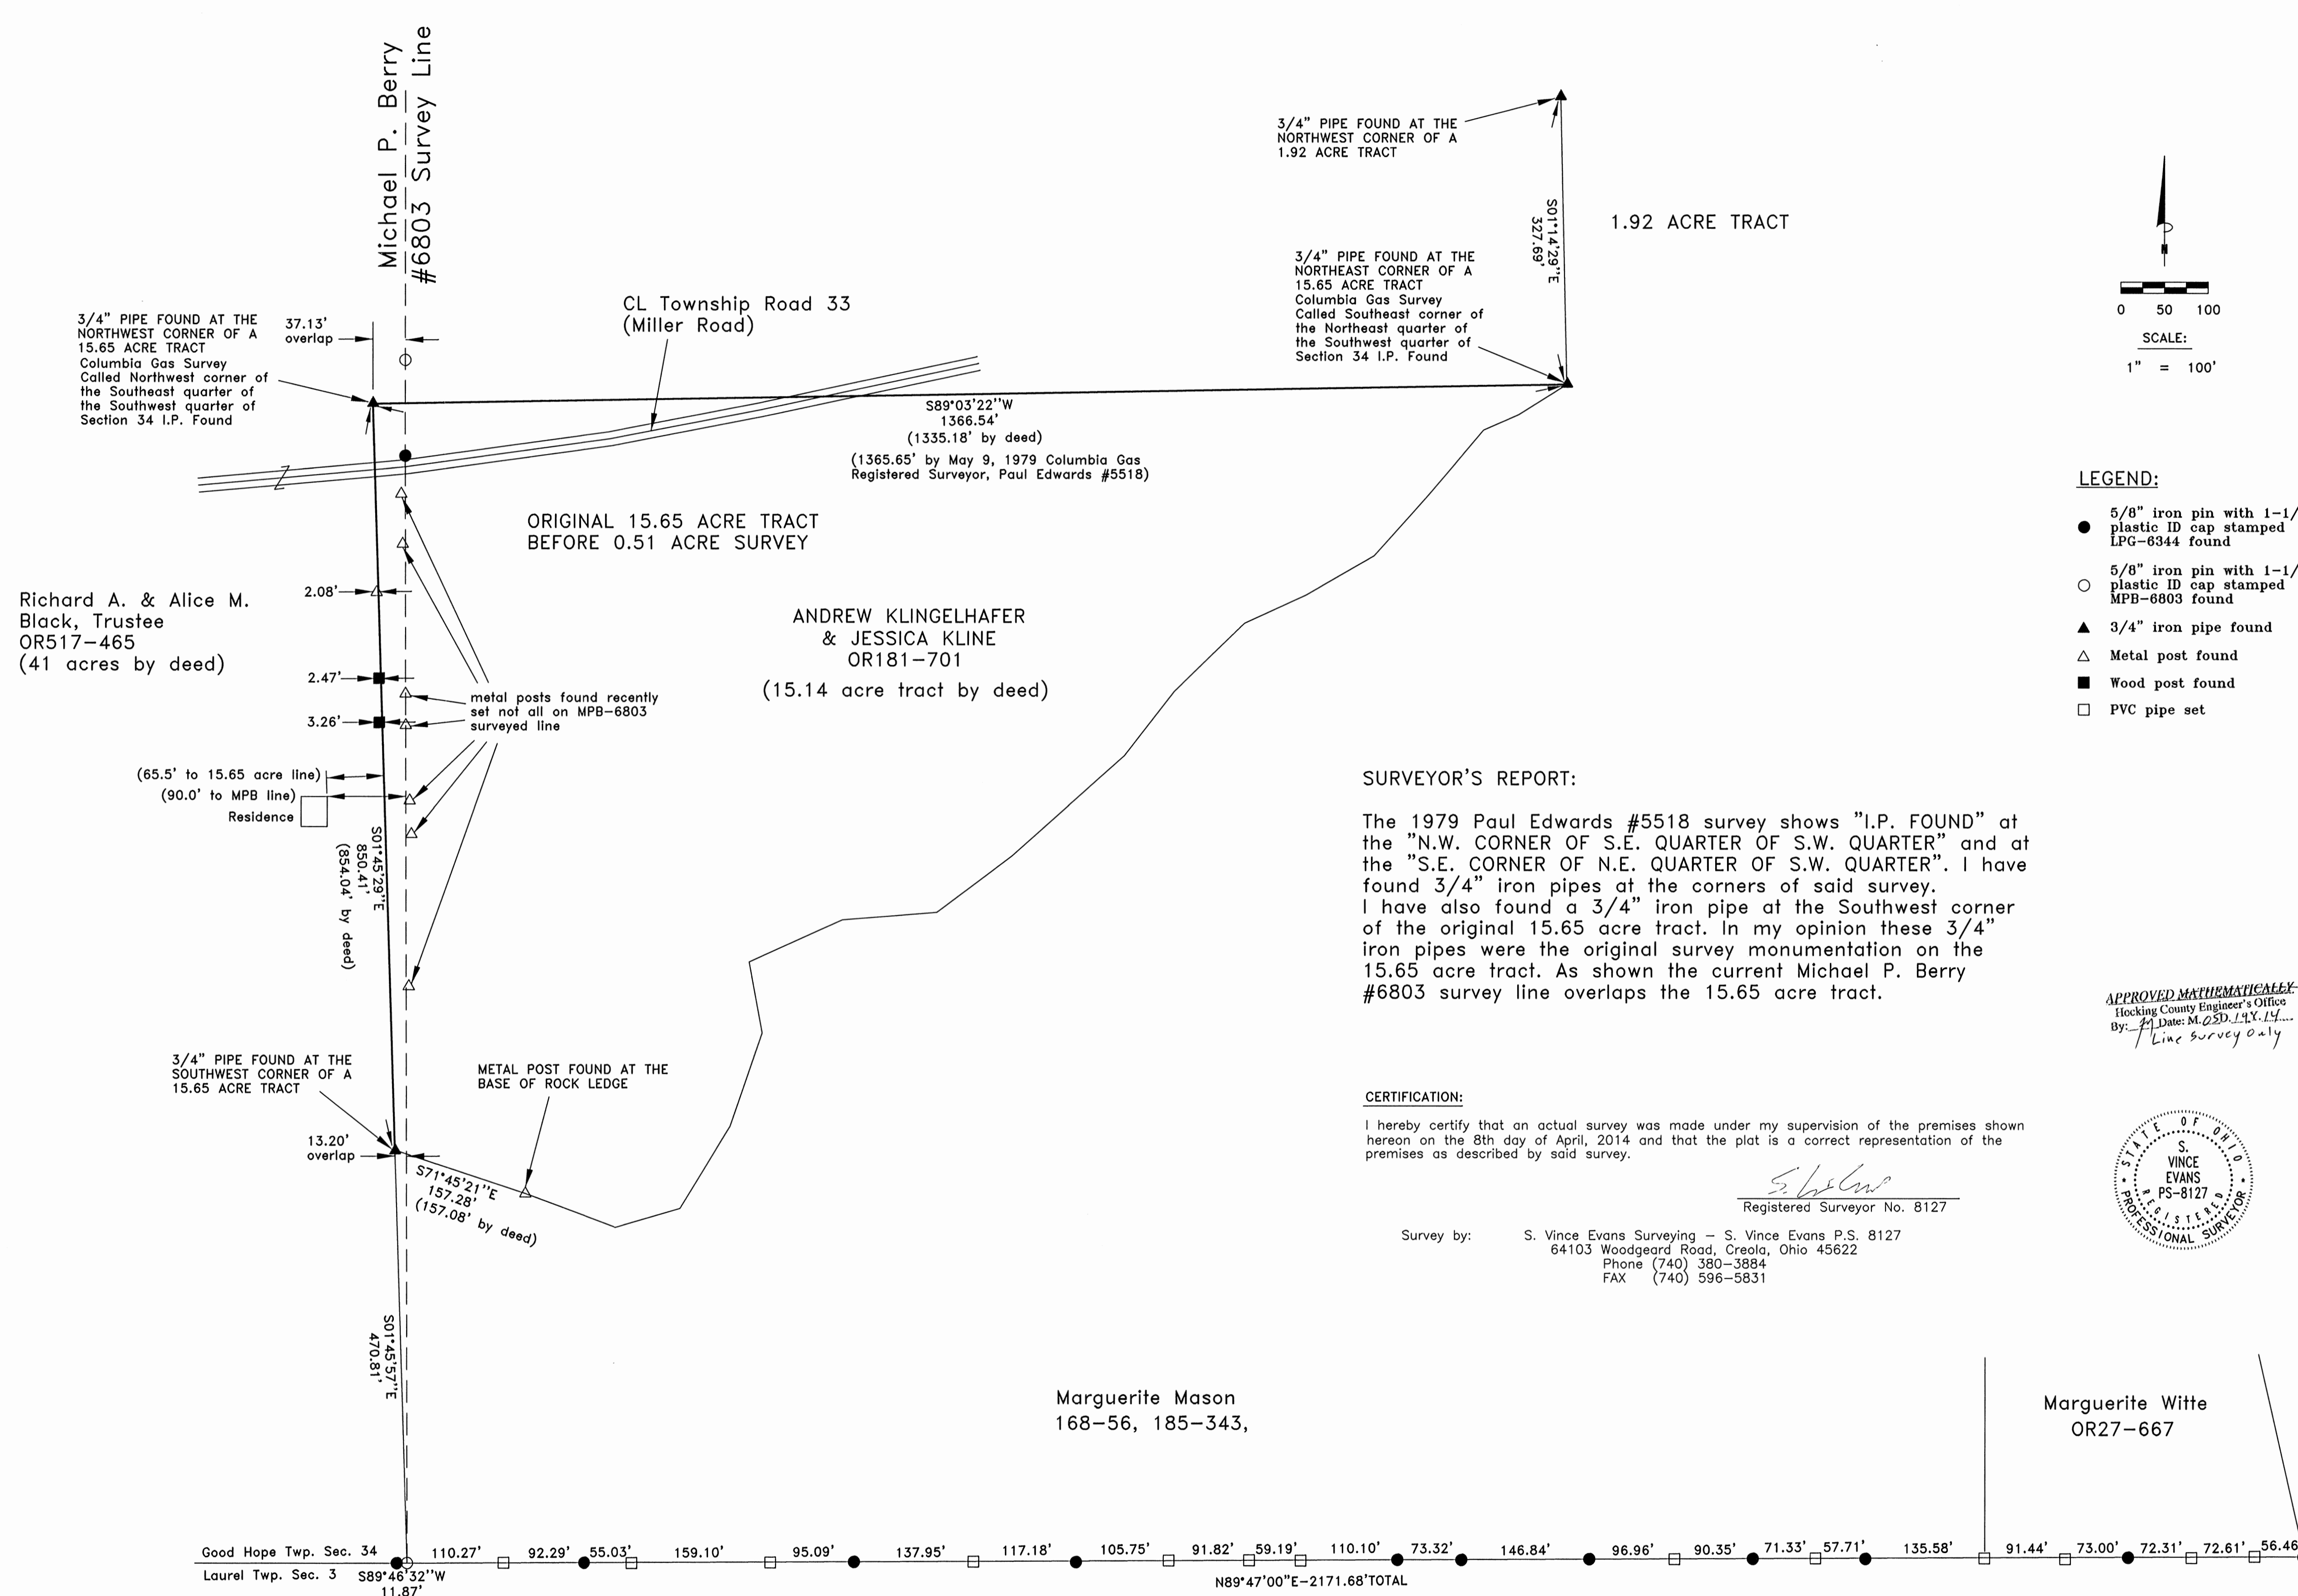 Michael P. Berry
#6803 Survey Line
3/4" PIPE FOUND AT THE
NORTHWEST CORNER OF A
1.92 ACRE TRACT
S01°14'29"E
327.69'
1.92 ACRE TRACT
3/4" PIPE FOUND AT THE
NORTHEAST CORNER OF A
15.65 ACRE TRACT
Columbia Gas Survey
Called Southeast corner of
the Northeast quarter of
the Southwest quarter of
Section 34 I.P. Found
N
0 50 100
SCALE:
1" = 100'
3/4" PIPE FOUND AT THE
NORTHWEST CORNER OF A
15.65 ACRE TRACT
Columbia Gas Survey
Called Northwest corner of
the Southeast quarter of
the Southwest quarter of
Section 34 I.P. Found
37.13'
overlap
CL Township Road 33
(Miller Road)
S89°03'22"W
1366.54'
(1335.18' by deed)
(1365.65' by May 9, 1979 Columbia Gas
Registered Surveyor, Paul Edwards #5518)
ORIGINAL 15.65 ACRE TRACT
BEFORE 0.51 ACRE SURVEY
LEGEND:
5/8" iron pin with 1-1/
plastic ID cap stamped
LPG-6344 found
5/8" iron pin with 1-1/
plastic ID cap stamped
MPB-6803 found
3/4" iron pipe found
Metal post found
Wood post found
PVC pipe set
Richard A. & Alice M.
Black, Trustee
OR517-465
(41 acres by deed)
2.08'
2.47'
3.26'
ANDREW KLINGELHAFER
& JESSICA KLINE
OR181-701
(15.14 acre tract by deed)
metal posts found recently
set not all on MPB-6803
surveyed line
(65.5' to 15.65 acre line)
(90.0' to MPB line)
Residence
S01°45'29"E
850.41'
(854.04' by deed)
SURVEYOR'S REPORT:
The 1979 Paul Edwards #5518 survey shows "I.P. FOUND" at
the "N.W. CORNER OF S.E. QUARTER OF S.W. QUARTER" and at
the "S.E. CORNER OF N.E. QUARTER OF S.W. QUARTER". I have
found 3/4" iron pipes at the corners of said survey.
I have also found a 3/4" iron pipe at the Southwest corner
of the original 15.65 acre tract. In my opinion these 3/4"
iron pipes were the original survey monumentation on the
15.65 acre tract. As shown the current Michael P. Berry
#6803 survey line overlaps the 15.65 acre tract.
APPROVED MATHEMATICALLY
Hocking County Engineer's Office
By: Date: M. 05 D. 19 Y. 14
Line Survey Only
3/4" PIPE FOUND AT THE
SOUTHWEST CORNER OF A
15.65 ACRE TRACT
METAL POST FOUND AT THE
BASE OF ROCK LEDGE
13.20'
overlap
S71°45'21"E
157.28'
(157.08' by deed)
CERTIFICATION:
I hereby certify that an actual survey was made under my supervision of the premises shown
hereon on the 8th day of April, 2014 and that the plat is a correct representation of the
premises as described by said survey.
Registered Surveyor No. 8127
STATE OF OHIO
S.
VINCE
EVANS
PS-8127
REGISTERED
PROFESSIONAL SURVEYOR
Survey by: S. Vince Evans Surveying - S. Vince Evans P.S. 8127
64103 Woodgeard Road, Creola, Ohio 45622
Phone (740) 380-3884
FAX (740) 596-5831
S01°45'57"E
470.81'
Marguerite Mason
168-56, 185-343,
Marguerite Witte
OR27-667
Good Hope Twp. Sec. 34
Laurel Twp. Sec. 3
S89°46'32"W
11.87'
110.27' 92.29' 55.03' 159.10' 95.09' 137.95' 117.18' 105.75' 91.82' 59.19' 110.10' 73.32' 146.84' 96.96' 90.35' 71.33' 57.71' 135.58' 91.44' 73.00' 72.31' 72.61' 56.46
N89°47'00"E-2171.68'TOTAL